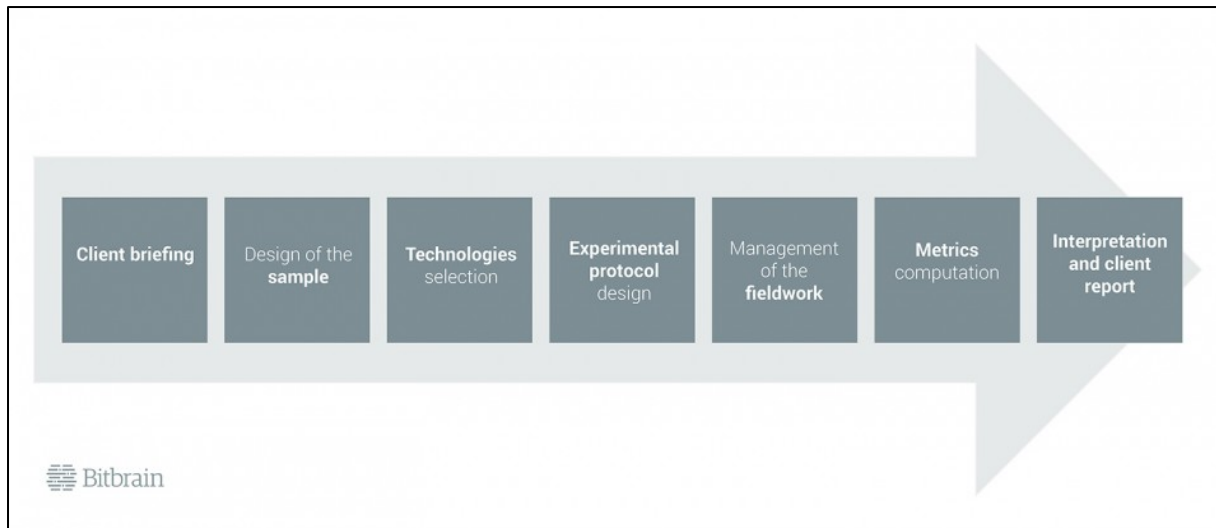 Client briefing
Design of the
sample
Technologies
selection
Experimental
protocol
design
Management
of the
fieldwork
Metrics
computation
Interpretation
and client
report
Bitbrain